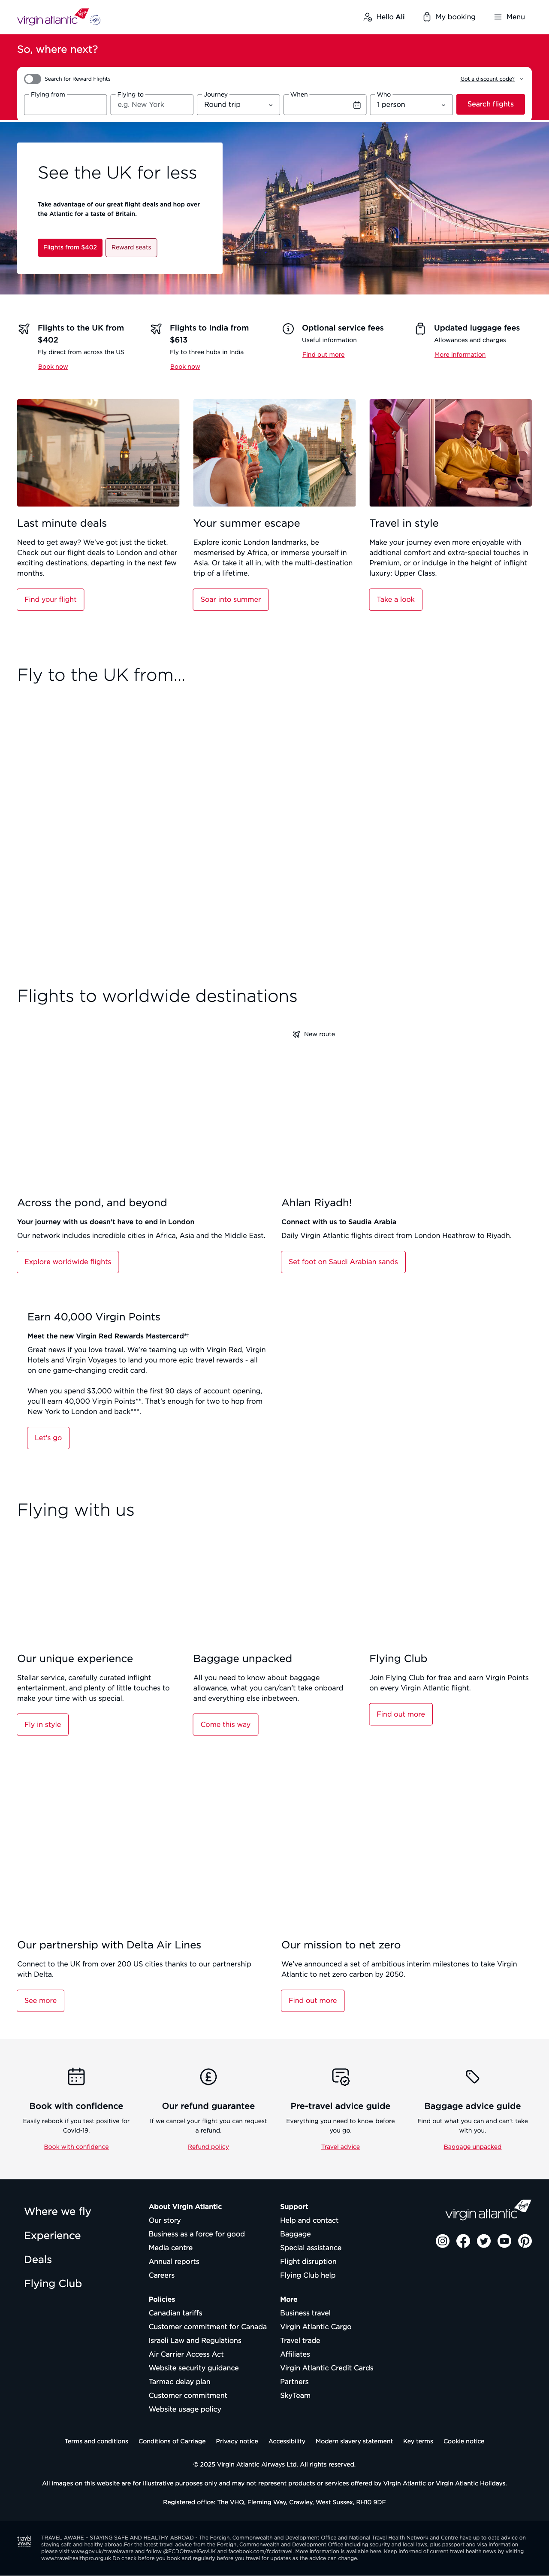 virgin atlantic
Hello Ali
My booking
Menu
So, where next?
Search for Reward Flights
Got a discount code?
Flying from
Flying to
e.g. New York
Journey
Round trip
When
Who
1 person
Search flights
See the UK for less
Take advantage of our great flight deals and hop over
the Atlantic for a taste of Britain.
Flights from $402
Reward seats
Flights to the UK from
$402
Fly direct from across the US
Book now
Flights to India from
$613
Fly to three hubs in India
Book now
Optional service fees
Useful information
Find out more
Updated luggage fees
Allowances and charges
More information
Last minute deals
Need to get away? We've got just the ticket.
Check out our flight deals to London and other
exciting destinations, departing in the next few
months.
Find your flight
Your summer escape
Explore iconic London landmarks, be
mesmerised by Africa, or immerse yourself in
Asia. Or take it all in, with the multi-destination
trip of a lifetime.
Soar into summer
Travel in style
Make your journey even more enjoyable with
addtional comfort and extra-special touches in
Premium, or or indulge in the height of inflight
luxury: Upper Class.
Take a look
Fly to the UK from...
Flights to worldwide destinations
New route
Across the pond, and beyond
Your journey with us doesn't have to end in London
Our network includes incredible cities in Africa, Asia and the Middle East.
Explore worldwide flights
Ahlan Riyadh!
Connect with us to Saudia Arabia
Daily Virgin Atlantic flights direct from London Heathrow to Riyadh.
Set foot on Saudi Arabian sands
Earn 40,000 Virgin Points
Meet the new Virgin Red Rewards Mastercard®†
Great news if you love travel. We're teaming up with Virgin Red, Virgin
Hotels and Virgin Voyages to land you more epic travel rewards - all
on one game-changing credit card.
When you spend $3,000 within the first 90 days of account opening,
you'll earn 40,000 Virgin Points**. That's enough for two to hop from
New York to London and back***.
Let's go
Flying with us
Our unique experience
Stellar service, carefully curated inflight
entertainment, and plenty of little touches to
make your time with us special.
Fly in style
Baggage unpacked
All you need to know about baggage
allowance, what you can/can't take onboard
and everything else inbetween.
Come this way
Flying Club
Join Flying Club for free and earn Virgin Points
on every Virgin Atlantic flight.
Find out more
Our partnership with Delta Air Lines
Connect to the UK from over 200 US cities thanks to our partnership
with Delta.
See more
Our mission to net zero
We've announced a set of ambitious interim milestones to take Virgin
Atlantic to net zero carbon by 2050.
Find out more
Book with confidence
Easily rebook if you test positive for
Covid-19.
Book with confidence
Our refund guarantee
If we cancel your flight you can request
a refund.
Refund policy
Pre-travel advice guide
Everything you need to know before
you go.
Travel advice
Baggage advice guide
Find out what you can and can't take
with you.
Baggage unpacked
Where we fly
Experience
Deals
Flying Club
About Virgin Atlantic
Our story
Business as a force for good
Media centre
Annual reports
Careers
Support
Help and contact
Baggage
Special assistance
Flight disruption
Flying Club help
Policies
Canadian tariffs
Customer commitment for Canada
Israeli Law and Regulations
Air Carrier Access Act
Website security guidance
Tarmac delay plan
Customer commitment
Website usage policy
More
Business travel
Virgin Atlantic Cargo
Travel trade
Affiliates
Virgin Atlantic Credit Cards
Partners
SkyTeam
virgin atlantic
Terms and conditions
Conditions of Carriage
Privacy notice
Accessibility
Modern slavery statement
Key terms
Cookie notice
© 2025 Virgin Atlantic Airways Ltd. All rights reserved.
All images on this website are for illustrative purposes only and may not represent products or services offered by Virgin Atlantic or Virgin Atlantic Holidays.
Registered office: The VHQ, Fleming Way, Crawley, West Sussex, RH10 9DF
travel
aware
TRAVEL AWARE – STAYING SAFE AND HEALTHY ABROAD - The Foreign, Commonwealth and Development Office and National Travel Health Network and Centre have up to date advice on
staying safe and healthy abroad.For the latest travel advice from the Foreign, Commonwealth and Development Office including security and local laws, plus passport and visa information
please visit www.gov.uk/travelaware and follow @FCDOtravelGovUK and facebook.com/fcdotravel. More information is available here. Keep informed of current travel health news by visiting
www.travelhealthpro.org.uk Do check before you book and regularly before you travel for updates as the advice can change.